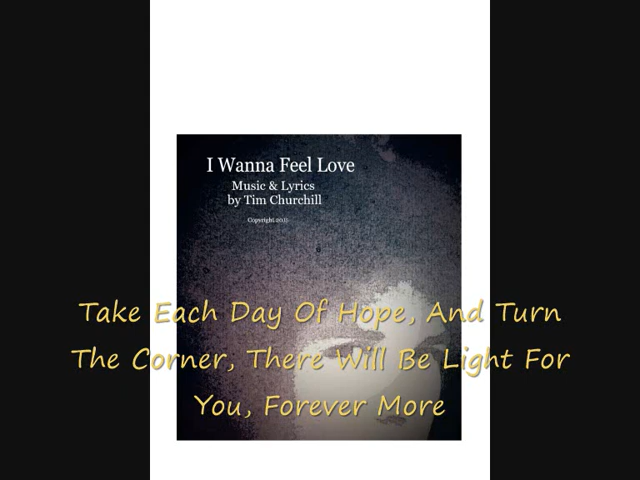 I Wanna Feel Love
Music & Lyrics
by Tim Churchill
Copyright 2011
Take Each Day Of Hope, And Turn
The Corner, There Will Be Light For
You, Forever More